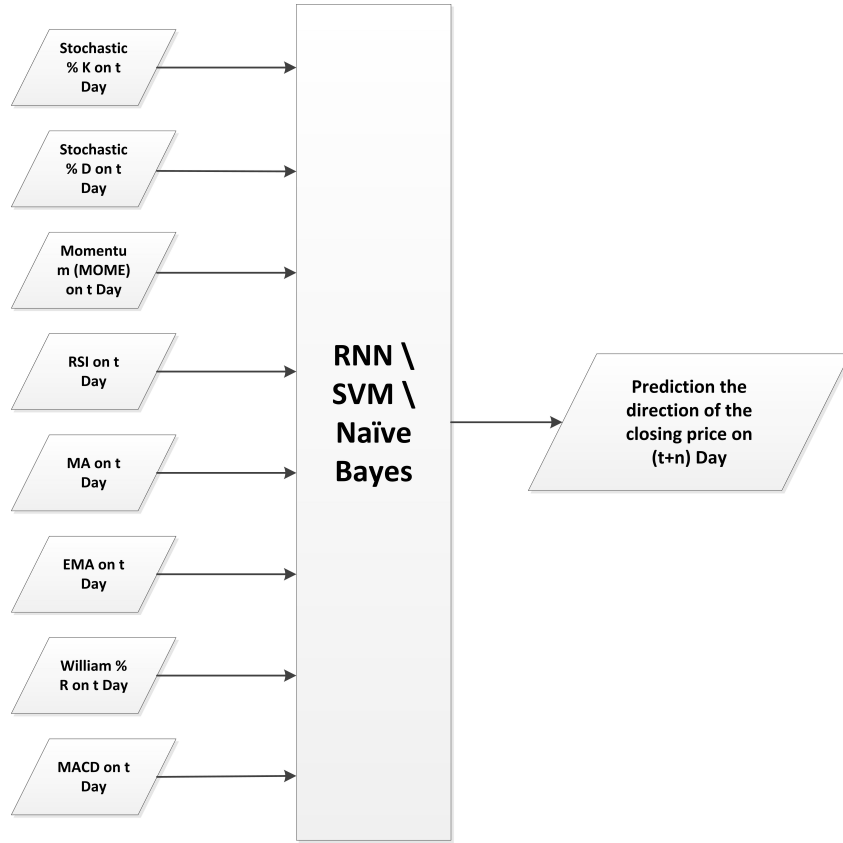 Stochastic
% K on t
Day
Stochastic
% D on t
Day
Momentu
m (MOME)
on t Day
RSI on t
Day
MA on t
Day
EMA on t
Day
William %
R on t Day
MACD on t
Day
RNN \
SVM \
Naïve
Bayes
Prediction the
direction of the
closing price on
(t+n) Day